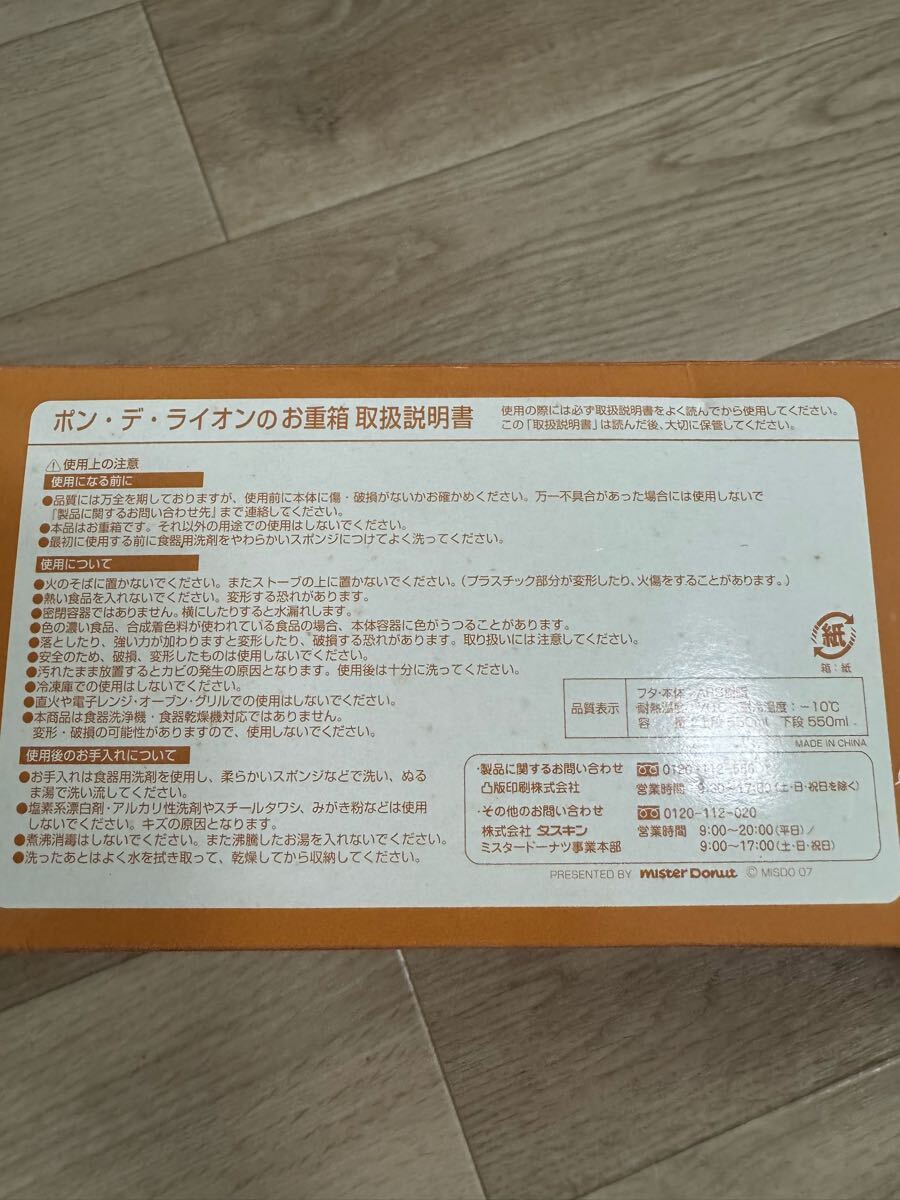 ポン・デ・ライオンのお重箱 取扱説明書
使用の際には必ず取扱説明書をよく読んでから使用してください。
この「取扱説明書」は読んだ後、大切に保管してください。
⚠使用上の注意
使用になる前に
●品質には万全を期しておりますが、使用前に本体に傷・破損がないかお確かめください。万一不具合があった場合には使用しないで
『製品に関するお問い合わせ先』まで連絡してください。
●本品はお重箱です。それ以外の用途での使用はしないでください。
●最初に使用する前に食器用洗剤をやわらかいスポンジにつけてよく洗ってください。
使用について
●火のそばに置かないでください。またストーブの上に置かないでください。(プラスチック部分が変形したり、火傷をすることがあります。)
●熱い食品を入れないでください。変形する恐れがあります。
●密閉容器ではありません。横にしたりすると水漏れします。
●色の濃い食品、合成着色料が使われている食品の場合、本体容器に色がうつることがあります。
●落としたり、強い力が加わりますと変形したり、破損する恐れがあります。取り扱いには注意してください。
●安全のため、破損、変形したものは使用しないでください。
●汚れたまま放置するとカビの発生の原因となります。使用後は十分に洗ってください。
●冷凍庫での使用はしないでください。
●直火や電子レンジ・オーブン・グリルでの使用はしないでください。
●本商品は食器洗浄機・食器乾燥機対応ではありません。
変形・破損の可能性がありますので、使用しないでください。
紙
箱：紙
品質表示
フタ・本体：ABS樹脂
耐熱温度 耐冷温度：－10℃
容 量：上段 550ml 下段 550ml
MADE IN CHINA
使用後のお手入れについて
●お手入れは食器用洗剤を使用し、柔らかいスポンジなどで洗い、ぬる
ま湯で洗い流してください。
●塩素系漂白剤・アルカリ性洗剤やスチールタワシ、みがき粉などは使用
しないでください。キズの原因となります。
●煮沸消毒はしないでください。また沸騰したお湯を入れないでください。
●洗ったあとはよく水を拭き取って、乾燥してから収納してください。
・製品に関するお問い合わせ 0120-112-
凸版印刷株式会社 営業時間 9:00～17:00(土・日・祝日を除く)
・その他のお問い合わせ 0120-112-020
株式会社 ダスキン 営業時間 9:00～20:00(平日)/
ミスタードーナツ事業本部 9:00～17:00(土・日・祝日)
PRESENTED BY mister Donut © MISDO 07